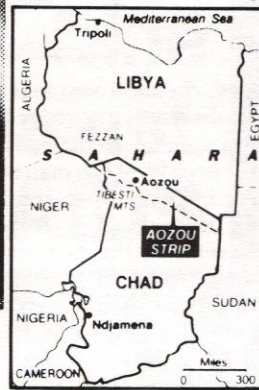 Mediterranean Sea
Tripoli
ALGERIA
LIBYA
EGYPT
FEZZAN
SAHARA
Aozou
TIBESTI
MTS
NIGER
AOZOU
STRIP
CHAD
SUDAN
NIGERIA
Ndjamena
Miles
CAMEROON
0 300